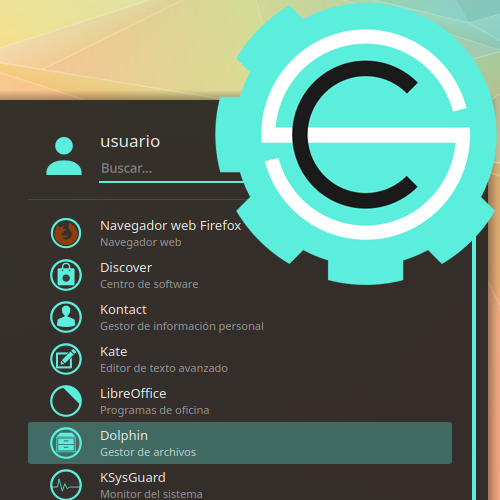 usuario
Buscar...
Navegador web Firefox
Navegador web
Discover
Centro de software
Kontact
Gestor de información personal
Kate
Editor de texto avanzado
LibreOffice
Programas de oficina
Dolphin
Gestor de archivos
KSysGuard
Monitor del sistema